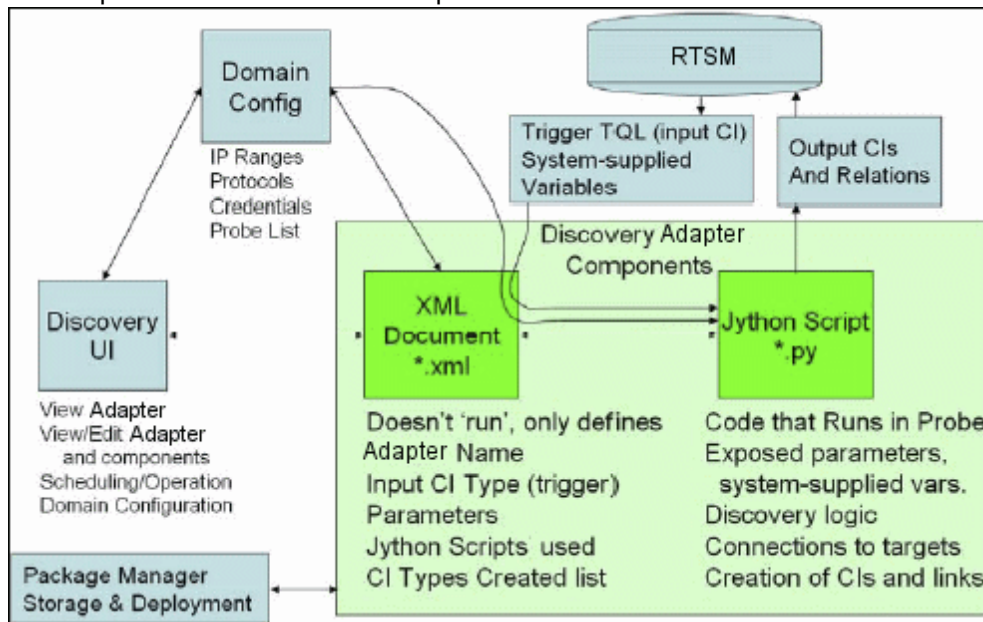 RTSM
Domain
Config
IP Ranges
Protocols
Credentials
Probe List
Trigger TQL (input CI)
System-supplied
Variables
Output CIs
And Relations
Discovery Adapter
Components
Discovery
UI
View Adapter
View/Edit Adapter
and components
Scheduling/Operation
Domain Configuration
XML
Document
*.xml
Doesn't 'run', only defines
Adapter Name
Input CI Type (trigger)
Parameters
Jython Scripts used
CI Types Created list
Jython Script
*.py
Code that Runs in Probe
Exposed parameters,
system-supplied vars.
Discovery logic
Connections to targets
Creation of CIs and links
Package Manager
Storage & Deployment